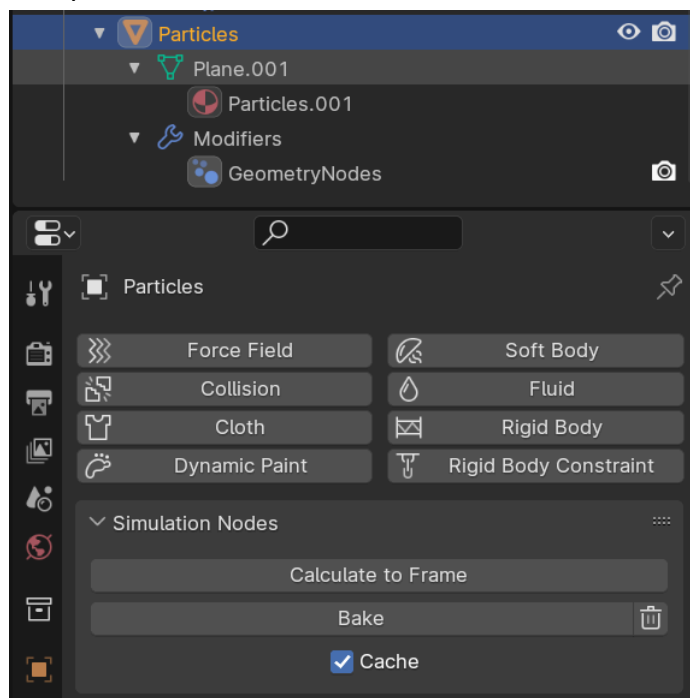 Particles
Plane.001
Particles.001
Modifiers
GeometryNodes
Particles
Force Field
Soft Body
Collision
Fluid
Cloth
Rigid Body
Dynamic Paint
Rigid Body Constraint
Simulation Nodes
Calculate to Frame
Bake
Cache